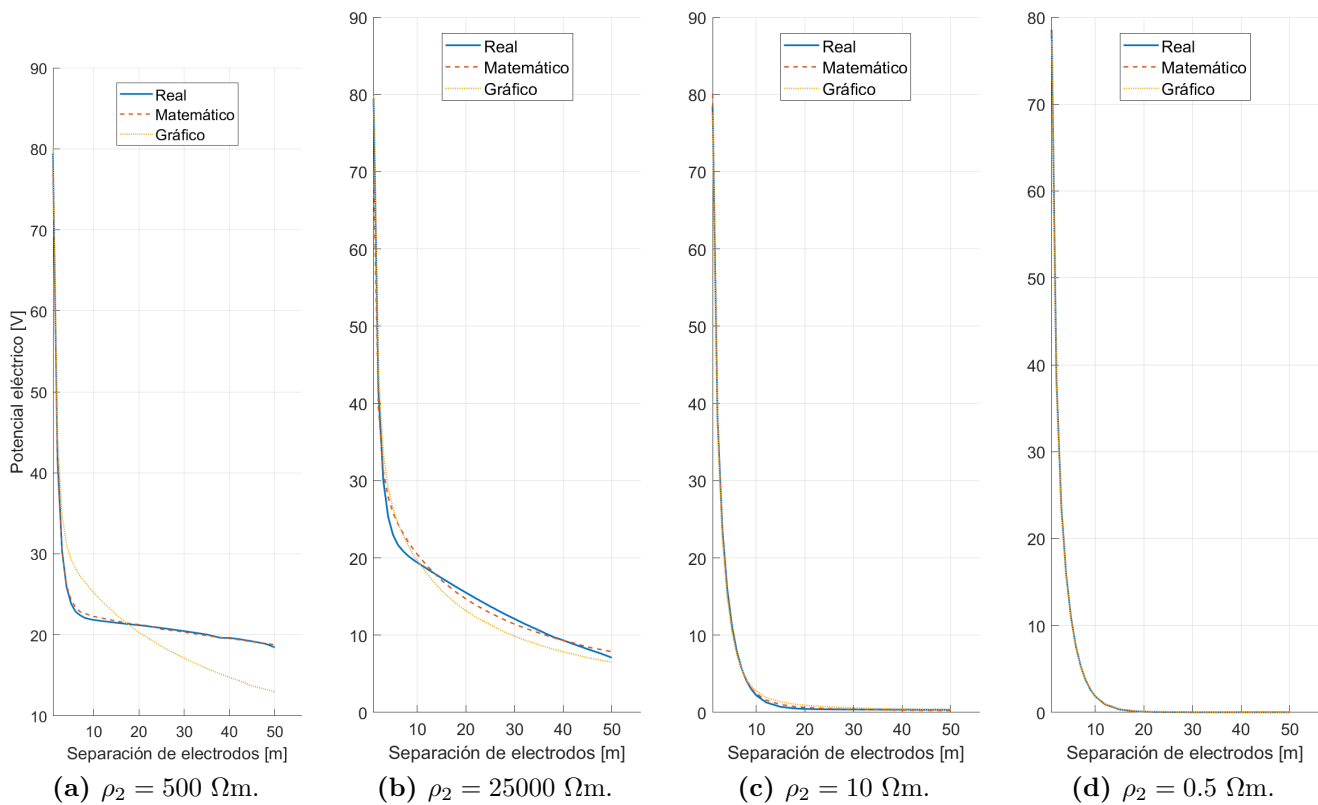 Potencial eléctrico [V]
90
80
70
60
50
40
30
20
10
Real
Matemático
Gráfico
10 20 30 40 50
Separación de electrodos [m]
(a) ρ₂ = 500 Ωm.
90
80
70
60
50
40
30
20
10
0
Real
Matemático
Gráfico
10 20 30 40 50
Separación de electrodos [m]
(b) ρ₂ = 25000 Ωm.
90
80
70
60
50
40
30
20
10
0
Real
Matemático
Gráfico
10 20 30 40 50
Separación de electrodos [m]
(c) ρ₂ = 10 Ωm.
80
70
60
50
40
30
20
10
0
Real
Matemático
Gráfico
10 20 30 40 50
Separación de electrodos [m]
(d) ρ₂ = 0.5 Ωm.